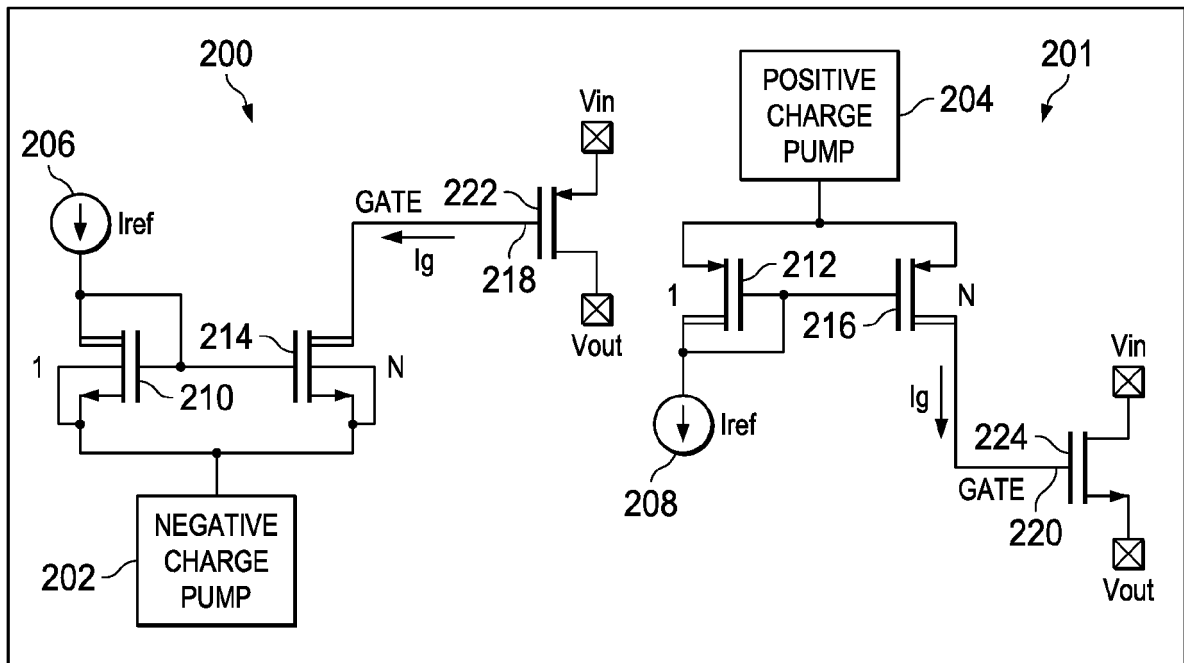 200
206
Iref
1
210
214
N
202
NEGATIVE
CHARGE
PUMP
GATE
Ig
222
218
Vin
Vout
201
POSITIVE
CHARGE
PUMP
204
1
212
216
N
Iref
208
Ig
GATE
224
220
Vin
Vout